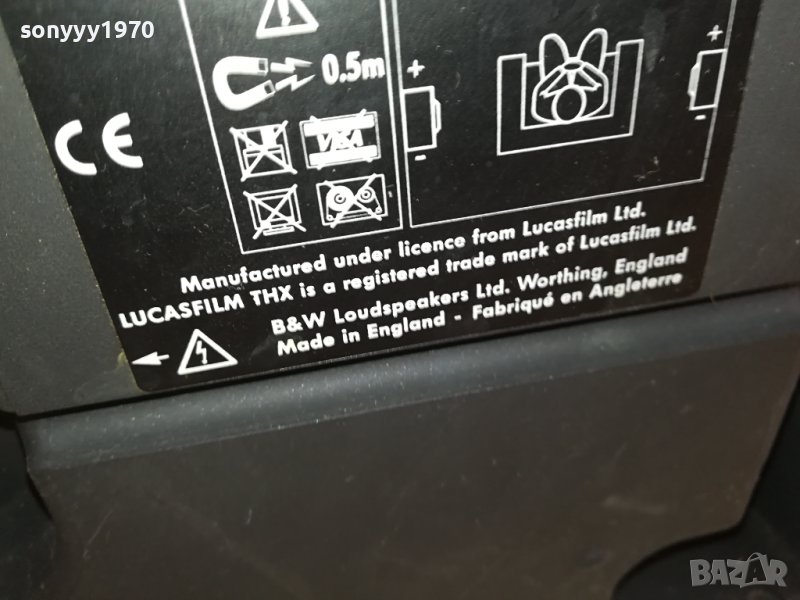 sonyyy1970
0.5m
+
+
-
-
CE
VISA
Manufactured under licence from Lucasfilm Ltd.
LUCASFILM THX is a registered trade mark of Lucasfilm Ltd.
B&W Loudspeakers Ltd. Worthing, England
Made in England - Fabriqué en Angleterre
BAZAR